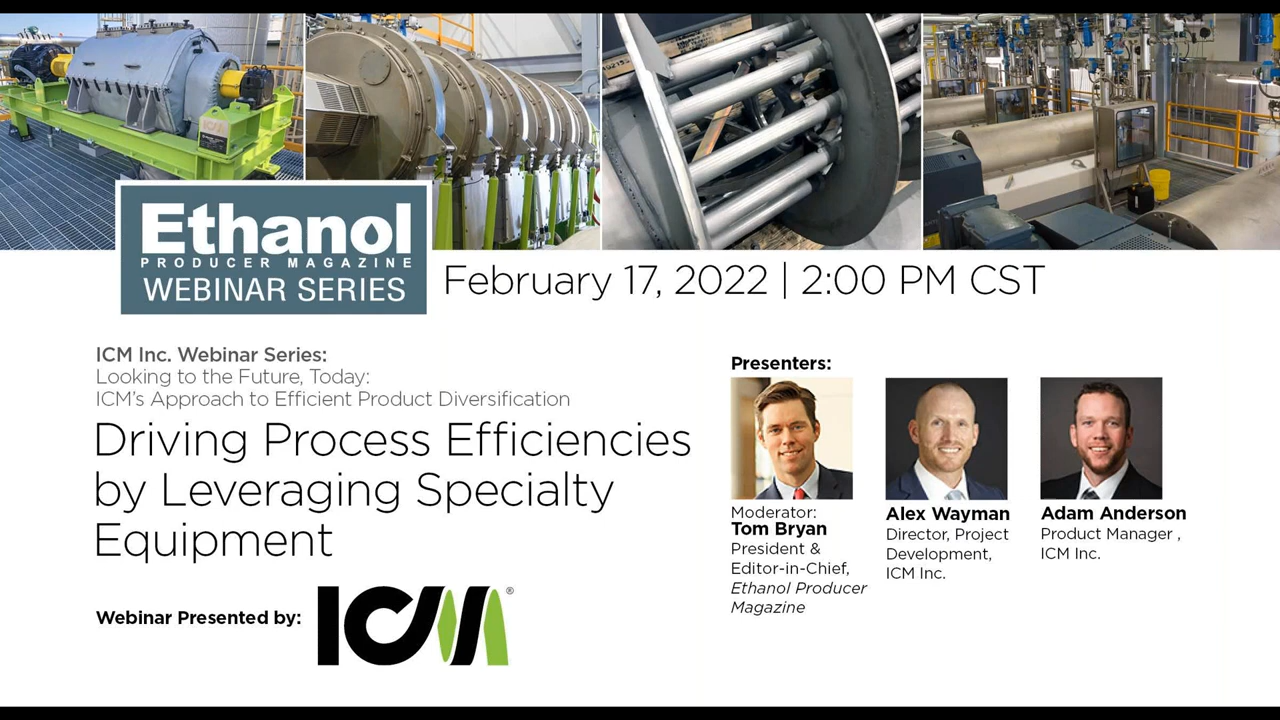 Ethanol
PRODUCER MAGAZINE
WEBINAR SERIES
February 17, 2022 | 2:00 PM CST
ICM Inc. Webinar Series:
Looking to the Future, Today:
ICM's Approach to Efficient Product Diversification
Driving Process Efficiencies
by Leveraging Specialty
Equipment
Webinar Presented by:
ICM®
Presenters:
Moderator:
Tom Bryan
President &
Editor-in-Chief,
Ethanol Producer
Magazine
Alex Wayman
Director, Project
Development,
ICM Inc.
Adam Anderson
Product Manager ,
ICM Inc.